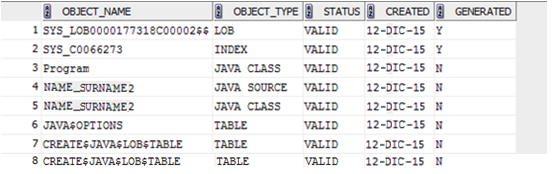 OBJECT_NAME OBJECT_TYPE STATUS CREATED GENERATED
1 SYS_LOB0000177318C00002$$ LOB VALID 12-DIC-15 Y
2 SYS_C0066273 INDEX VALID 12-DIC-15 Y
3 Program JAVA CLASS VALID 12-DIC-15 N
4 NAME_SURNAME2 JAVA SOURCE VALID 12-DIC-15 N
5 NAME_SURNAME2 JAVA CLASS VALID 12-DIC-15 N
6 JAVA$OPTIONS TABLE VALID 12-DIC-15 N
7 CREATE$JAVA$LOB$TABLE TABLE VALID 12-DIC-15 N
8 CREATE$JAVA$LOB$TABLE TABLE VALID 12-DIC-15 N